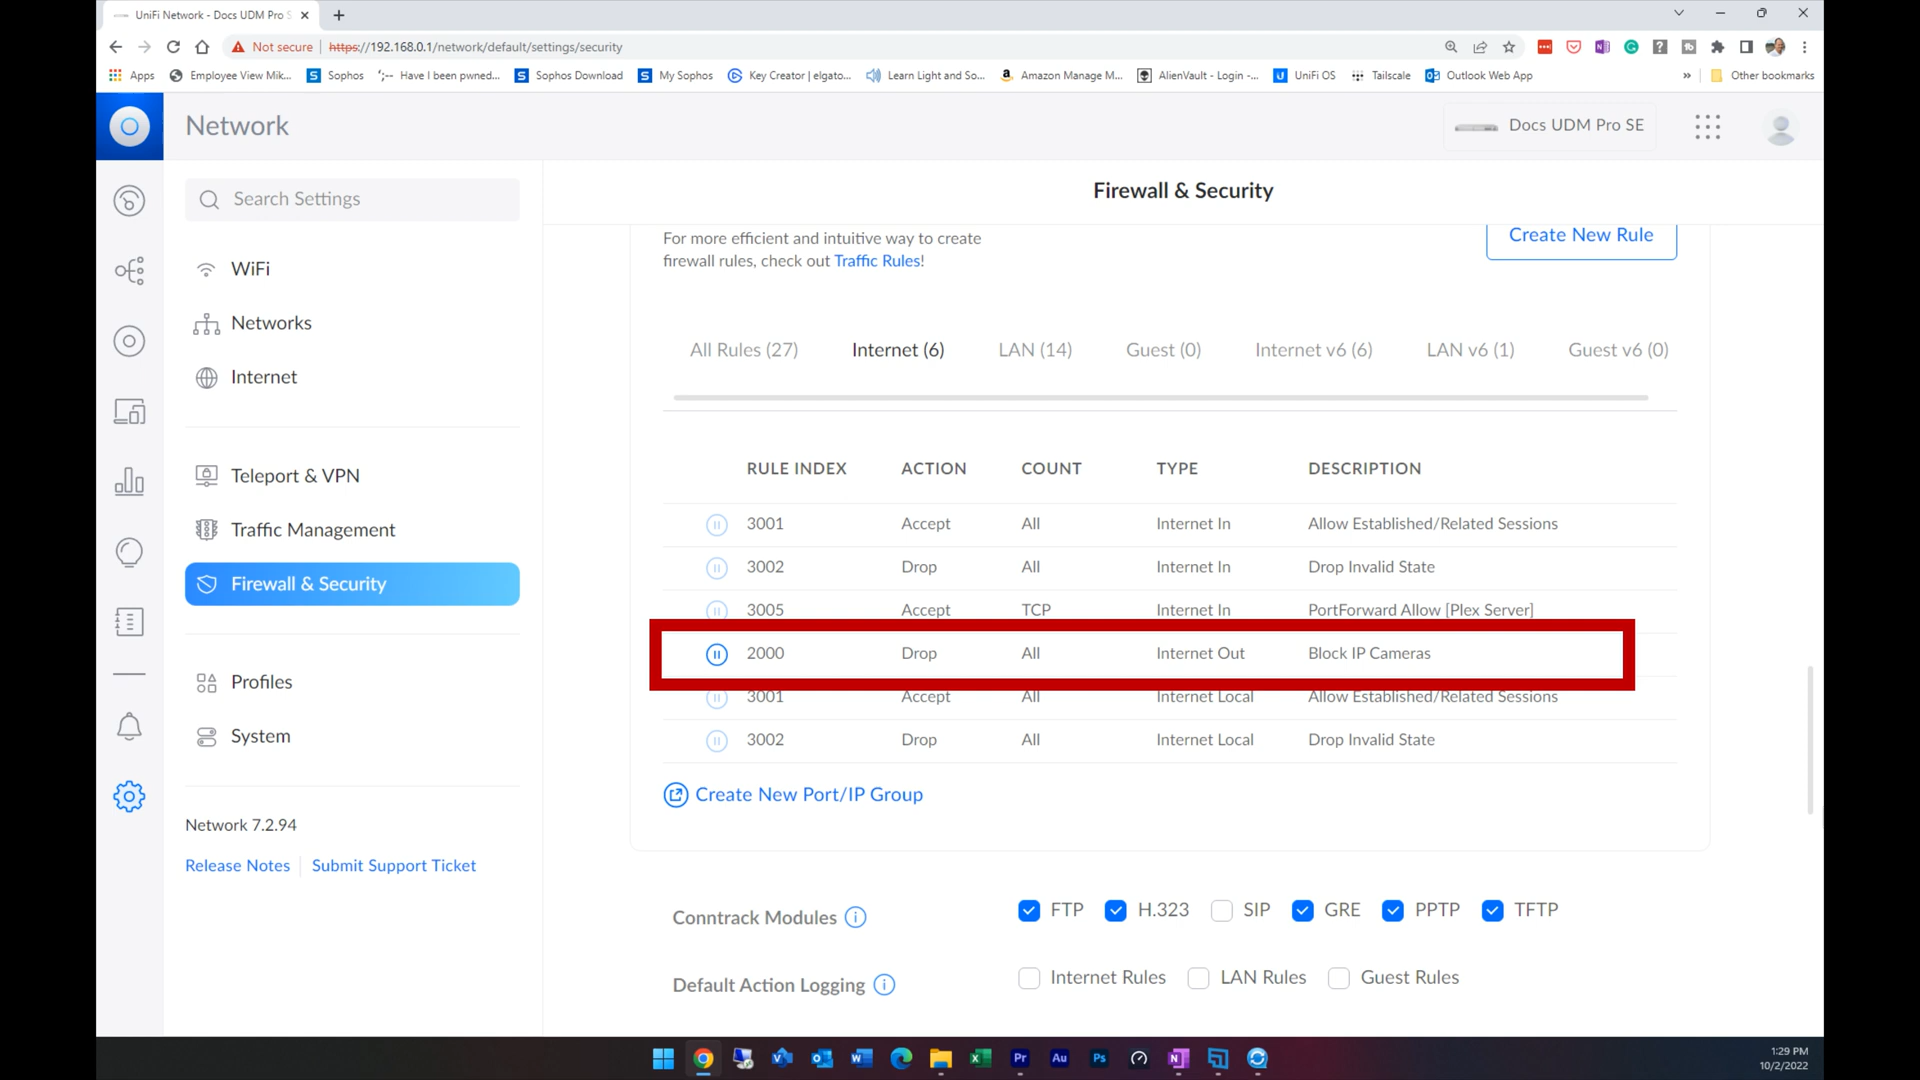 UniFi Network - Docs UDM Pro S
Not secure
https://192.168.0.1/network/default/settings/security
Apps
Employee View Mik...
Sophos
Have I been pwned...
Sophos Download
My Sophos
Key Creator | elgato...
Learn Light and So...
Amazon Manage M...
AlienVault - Login -...
UniFi OS
Tailscale
Outlook Web App
»
Other bookmarks
Network
Docs UDM Pro SE
Search Settings
WiFi
Networks
Internet
Teleport & VPN
Traffic Management
Firewall & Security
Profiles
System
Network 7.2.94
Release Notes
Submit Support Ticket
Firewall & Security
For more efficient and intuitive way to create
firewall rules, check out Traffic Rules!
Create New Rule
All Rules (27) Internet (6) LAN (14) Guest (0) Internet v6 (6) LAN v6 (1) Guest v6 (0)
RULE INDEX ACTION COUNT TYPE DESCRIPTION
3001 Accept All Internet In Allow Established/Related Sessions
3002 Drop All Internet In Drop Invalid State
3005 Accept TCP Internet In PortForward Allow [Plex Server]
2000 Drop All Internet Out Block IP Cameras
3001 Accept All Internet Local Allow Established/Related Sessions
3002 Drop All Internet Local Drop Invalid State
Create New Port/IP Group
Conntrack Modules FTP H.323 SIP GRE PPTP TFTP
Default Action Logging Internet Rules LAN Rules Guest Rules
Pr
Au
Ps
1:29 PM
10/2/2022